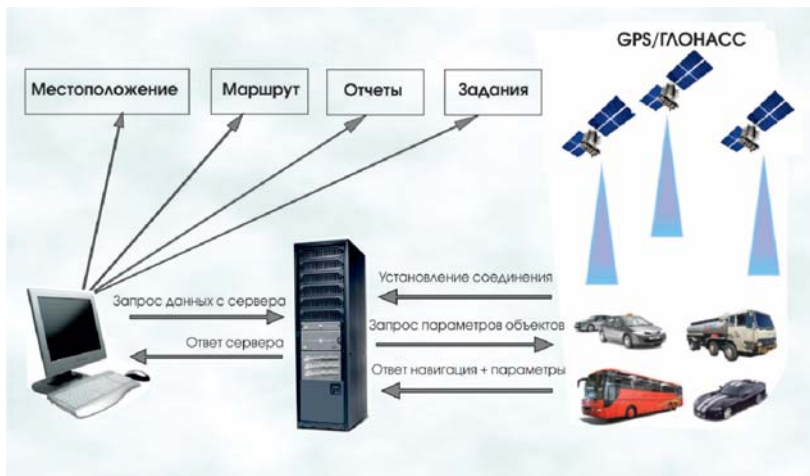 GPS/ГЛОНАСС
Местоположение
Маршрут
Отчеты
Задания
Установление соединения
Запрос данных с сервера
Запрос параметров объектов
Ответ сервера
Ответ навигация + параметры